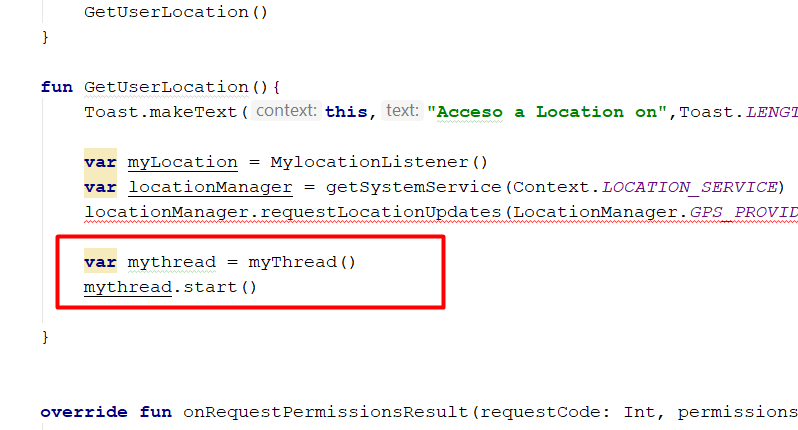 GetUserLocation()
}
fun GetUserLocation(){
Toast.makeText( context: this, text: "Acceso a Location on",Toast.LENGT
var myLocation = MylocationListener()
var locationManager = getSystemService(Context.LOCATION_SERVICE)
locationManager.requestLocationUpdates(LocationManager.GPS_PROVID
var mythread = myThread()
mythread.start()
}
override fun onRequestPermissionsResult(requestCode: Int, permissions